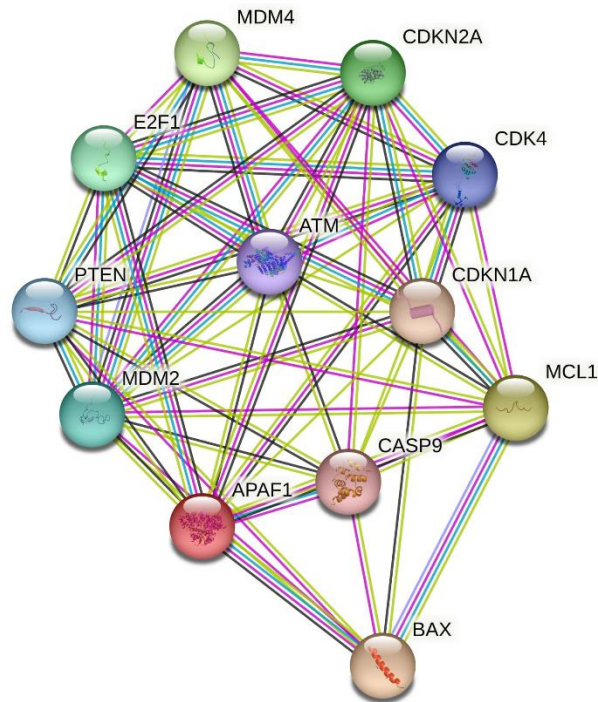 MDM4
CDKN2A
E2F1
CDK4
ATM
PTEN
CDKN1A
MDM2
MCL1
CASP9
APAF1
BAX